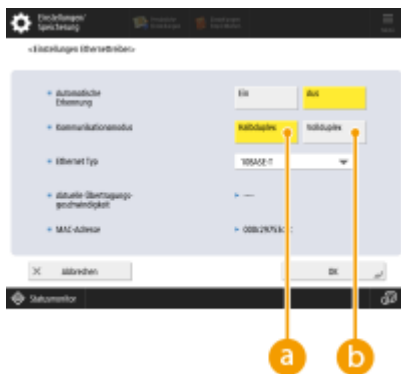 Einstellungen/
Speicherung
<Einstellungen Ethernettreiber>
Automatische
Erkennung
Ein
Aus
Kommunikationsmodus
Halbduplex
Vollduplex
Ethernet Typ
10BASE-T
Aktuelle Übertragungs-
geschwindigkeit
----
MAC-Adresse
Abbrechen
OK
Statusmonitor
a
b